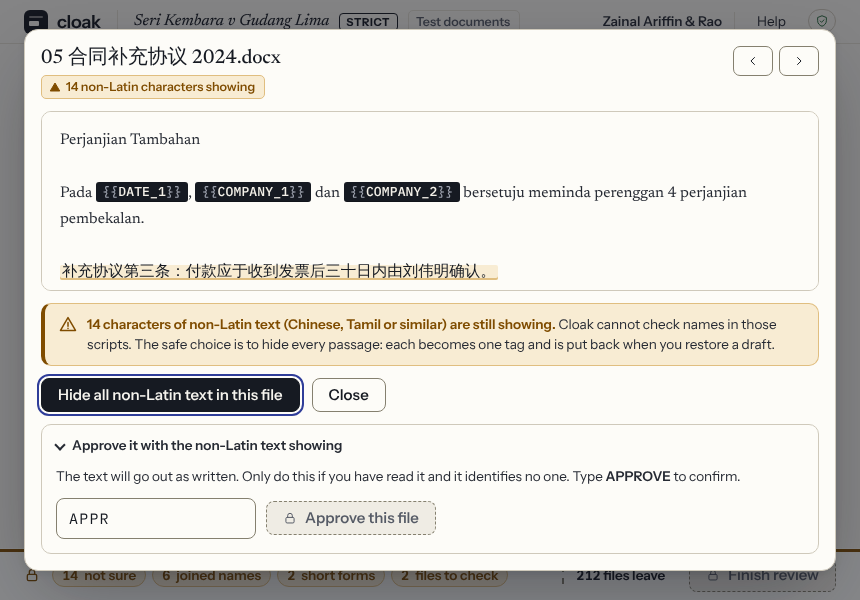 cloak Seri Kembara v Gudang Lima STRICT Test documents Zainal Ariffin & Rao Help
05 合同补充协议 2024.docx
14 non-Latin characters showing
Perjanjian Tambahan
Pada {{DATE_1}}, {{COMPANY_1}} dan {{COMPANY_2}} bersetuju meminda perenggan 4 perjanjian
pembekalan.
补充协议第三条：付款应于收到发票后三十日内由刘伟明确认。
14 characters of non-Latin text (Chinese, Tamil or similar) are still showing. Cloak cannot check names in those
scripts. The safe choice is to hide every passage: each becomes one tag and is put back when you restore a draft.
Hide all non-Latin text in this file Close
Approve it with the non-Latin text showing
The text will go out as written. Only do this if you have read it and it identifies no one. Type APPROVE to confirm.
APPR Approve this file
14 not sure 6 joined names 2 short forms 2 files to check 212 files leave Finish review